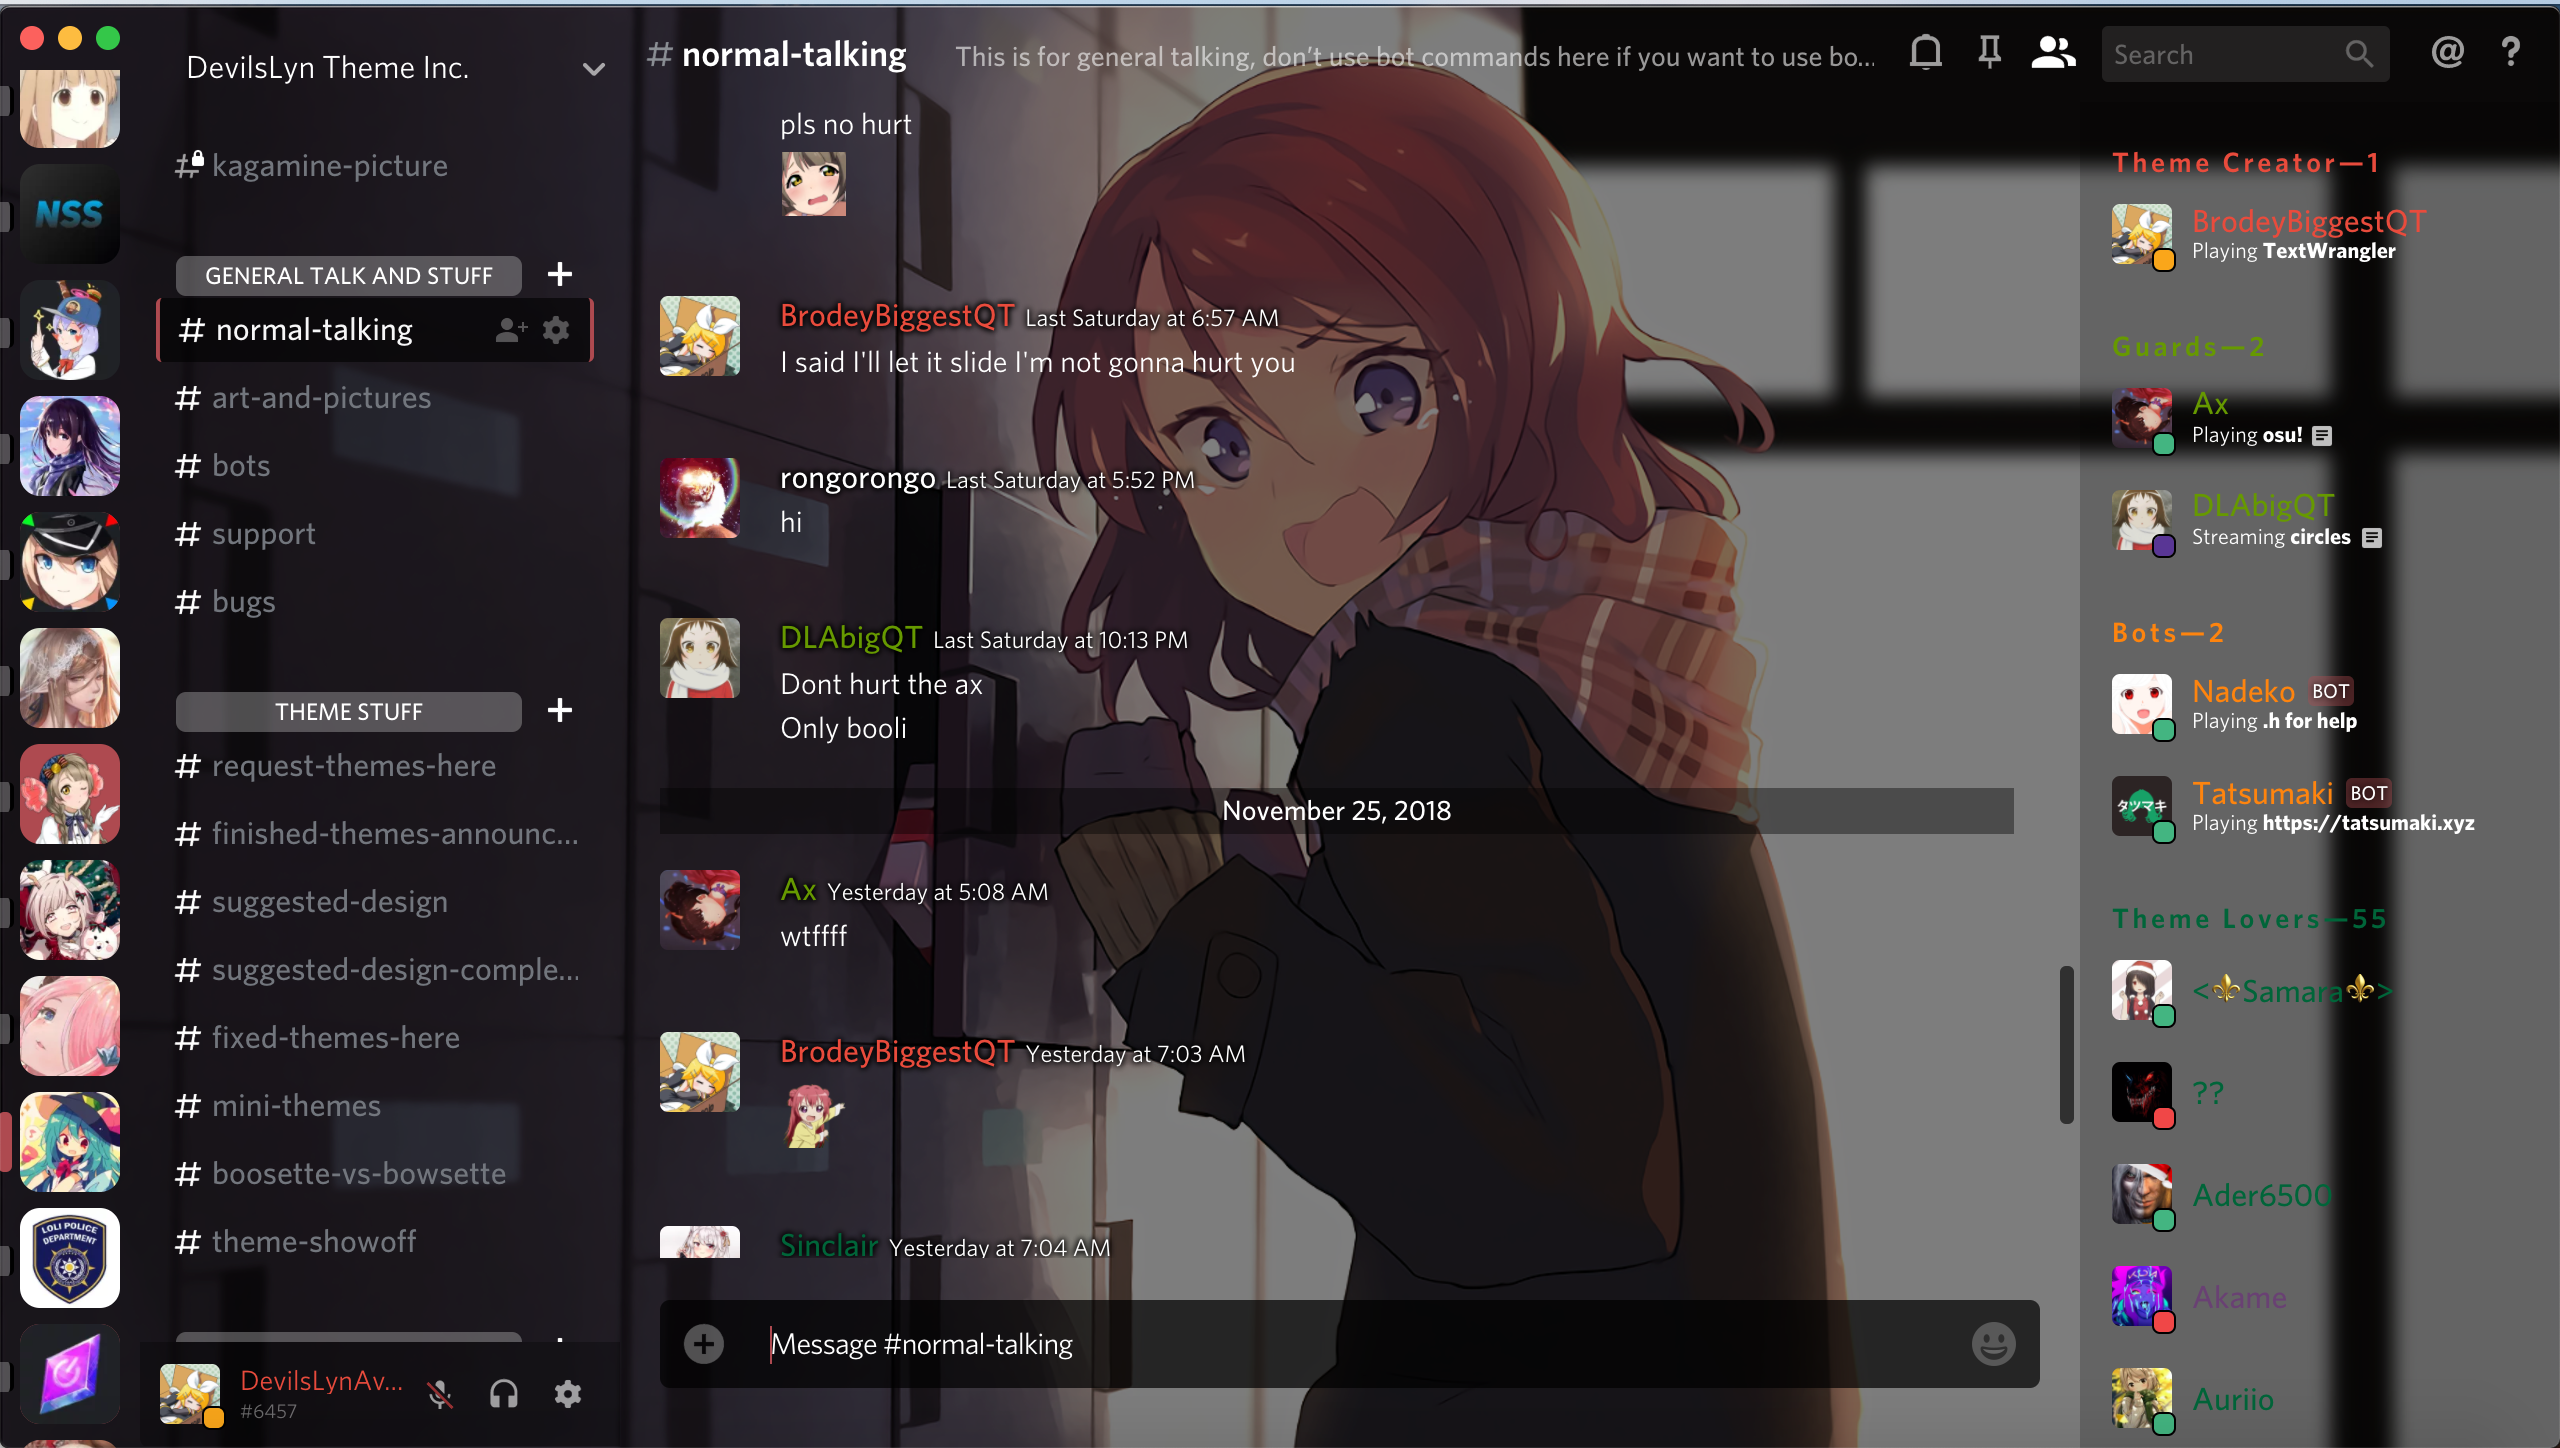 DevilsLyn Theme Inc.
kagamine-picture
NSS
GENERAL TALK AND STUFF
# normal-talking
# art-and-pictures
# bots
# support
# bugs
THEME STUFF
# request-themes-here
# finished-themes-announc...
# suggested-design
# suggested-design-comple...
# fixed-themes-here
# mini-themes
# boosette-vs-bowsette
# theme-showoff
LOLI POLICE
DEPARTMENT
DevilsLynAv...
#6457
# normal-talking This is for general talking, don't use bot commands here if you want to use bo...
Search
pls no hurt
BrodeyBiggestQT Last Saturday at 6:57 AM
I said I'll let it slide I'm not gonna hurt you
rongorongo Last Saturday at 5:52 PM
hi
DLAbigQT Last Saturday at 10:13 PM
Dont hurt the ax
Only booli
November 25, 2018
Ax Yesterday at 5:08 AM
wtffff
BrodeyBiggestQT Yesterday at 7:03 AM
Sinclair Yesterday at 7:04 AM
Message #normal-talking
Theme Creator—1
BrodeyBiggestQT
Playing TextWrangler
Guards—2
Ax
Playing osu!
DLAbigQT
Streaming circles
Bots—2
Nadeko BOT
Playing .h for help
タツマキ
Tatsumaki BOT
Playing https://tatsumaki.xyz
Theme Lovers—55
<⚜Samara⚜>
??
Ader6500
Akame
Auriio